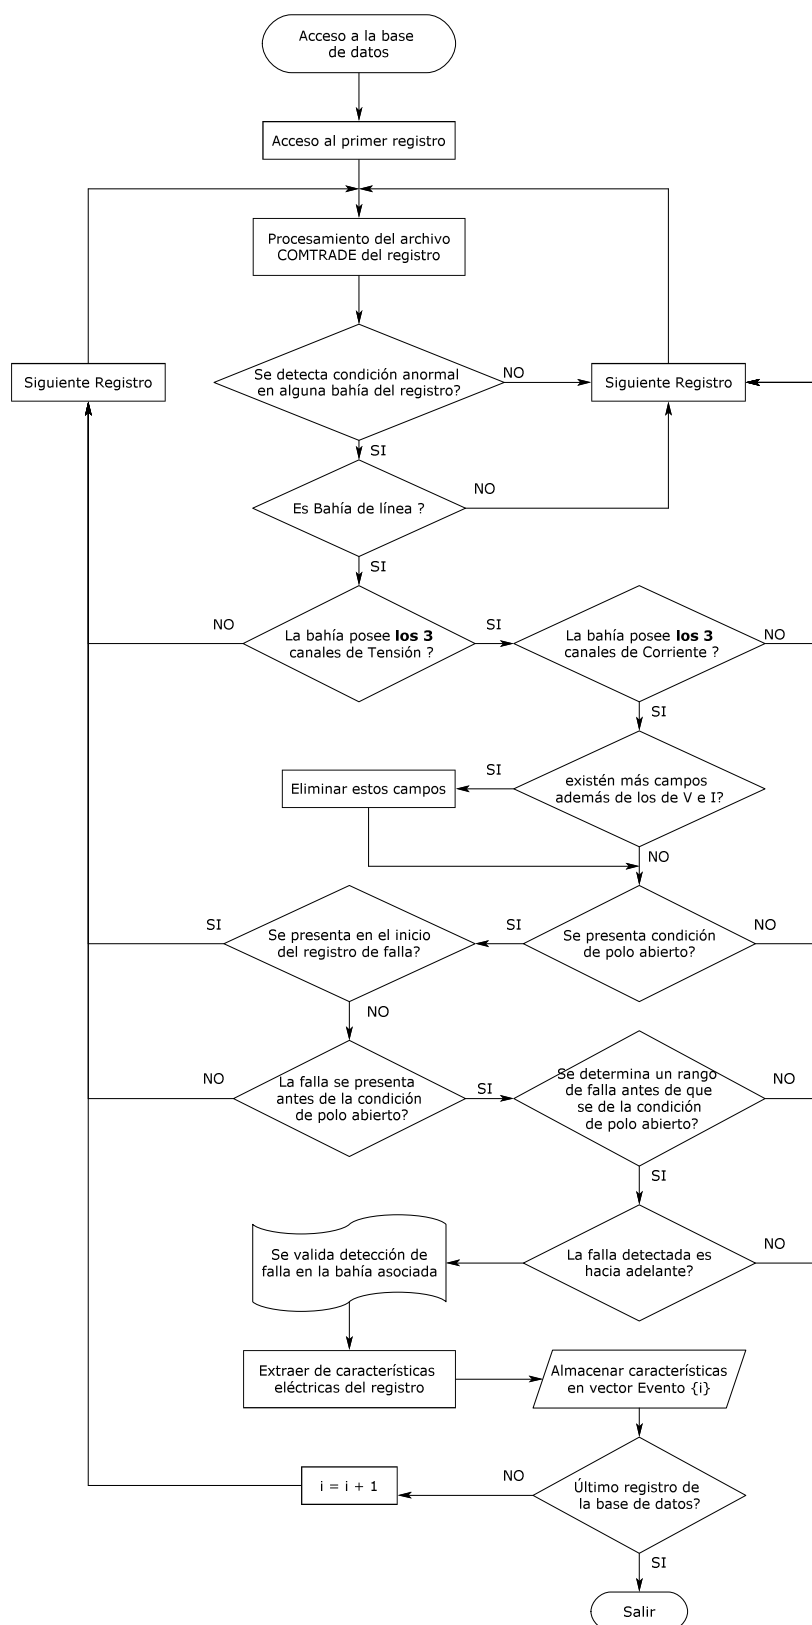 Acceso a la base
de datos
Acceso al primer registro
Procesamiento del archivo
COMTRADE del registro
Siguiente Registro
Se detecta condición anormal
en alguna bahía del registro?
NO
Siguiente Registro
SI
Es Bahía de línea ?
NO
SI
NO
La bahía posee los 3
canales de Tensión ?
SI
La bahía posee los 3
canales de Corriente ?
NO
SI
Eliminar estos campos
SI
existén más campos
además de los de V e I?
NO
SI
Se presenta en el inicio
del registro de falla?
SI
Se presenta condición
de polo abierto?
NO
NO
NO
La falla se presenta
antes de la condición
de polo abierto?
SI
Se determina un rango
de falla antes de que
se de la condición
de polo abierto?
NO
SI
Se valida detección de
falla en la bahía asociada
La falla detectada es
hacia adelante?
NO
Extraer de características
eléctricas del registro
Almacenar características
en vector Evento {i}
i = i + 1
NO
Último registro de
la base de datos?
SI
Salir